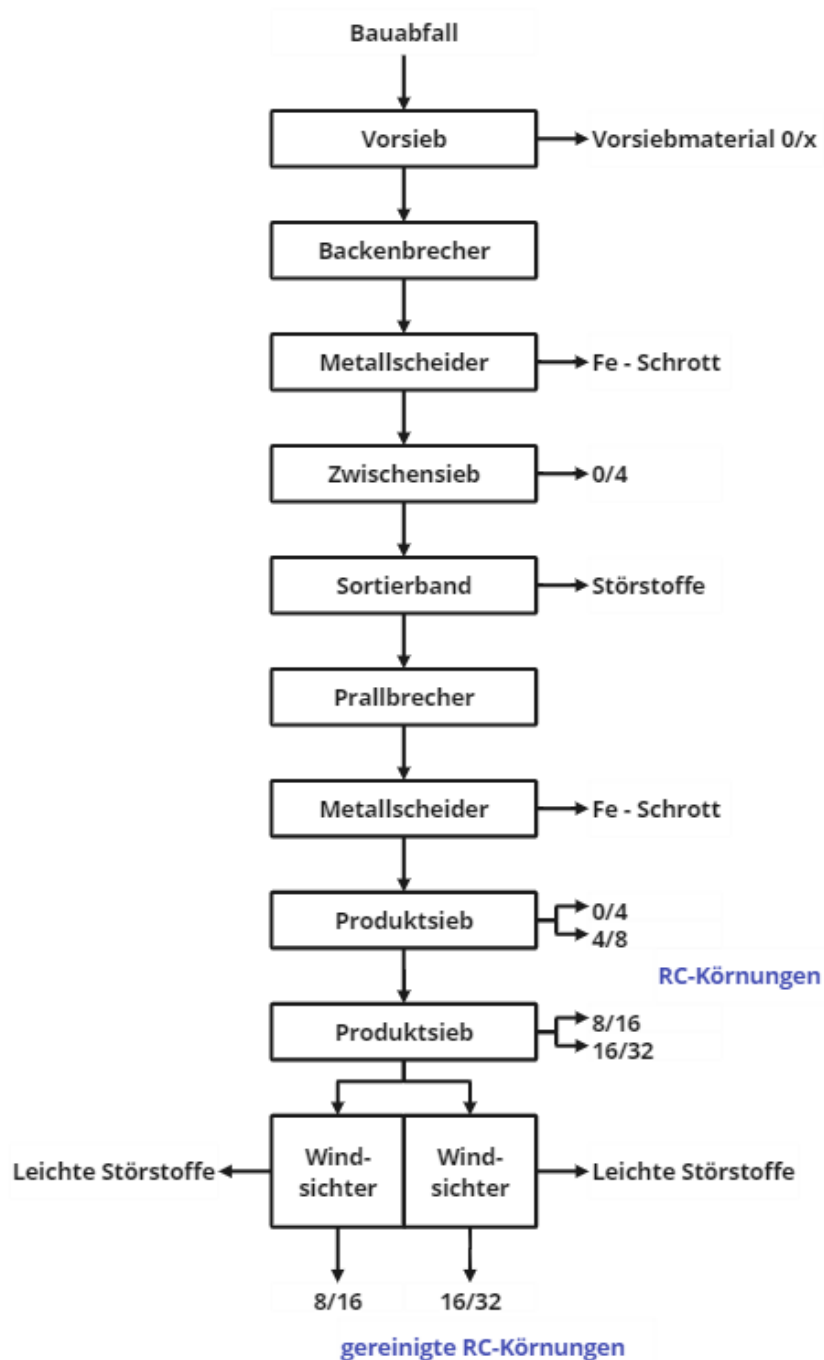 Bauabfall
Vorsieb
Vorsiebmaterial 0/x
Backenbrecher
Metallscheider
Fe - Schrott
Zwischensieb
0/4
Sortierband
Störstoffe
Prallbrecher
Metallscheider
Fe - Schrott
Produktsieb
0/4
4/8
RC-Körnungen
Produktsieb
8/16
16/32
Leichte Störstoffe
Wind-
sichter
Wind-
sichter
Leichte Störstoffe
8/16
16/32
gereinigte RC-Körnungen